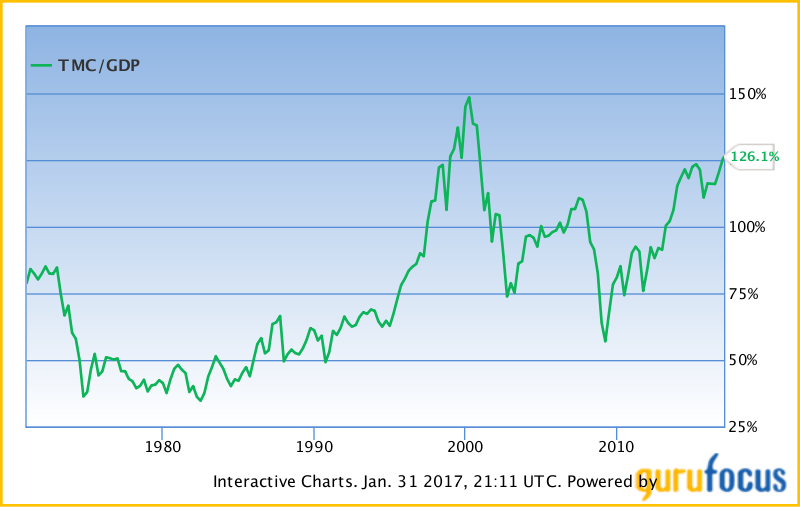 TMC/GDP
150%
126.1%
100%
75%
50%
25%
1980 1990 2000 2010
Interactive Charts. Jan. 31 2017, 21:11 UTC. Powered by
gurufocus